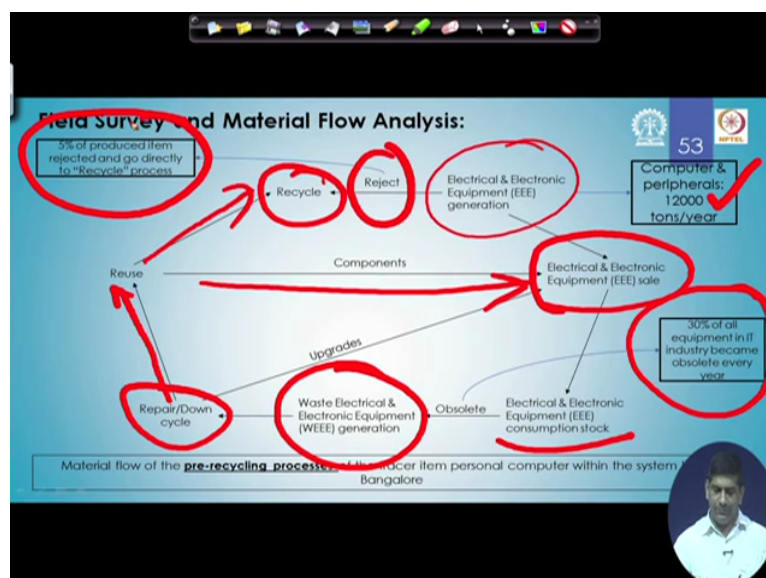 Field Survey and Material Flow Analysis:
53
NPTEL
5% of produced item
rejected and go directly
to "Recycle" process
Recycle
Reject
Electrical & Electronic
Equipment (EEE)
generation
Computer &
peripherals:
12000
tons/year
Reuse
Components
Electrical & Electronic
Equipment (EEE) sale
30% of all
equipment in IT
industry became
obsolete every
year
Upgrades
Repair/Down
cycle
Waste Electrical &
Electronic Equipment
(WEEE) generation
Obsolete
Electrical & Electronic
Equipment (EEE)
consumption stock
Material flow of the pre-recycling processes of the tracer item personal computer within the system
Bangalore